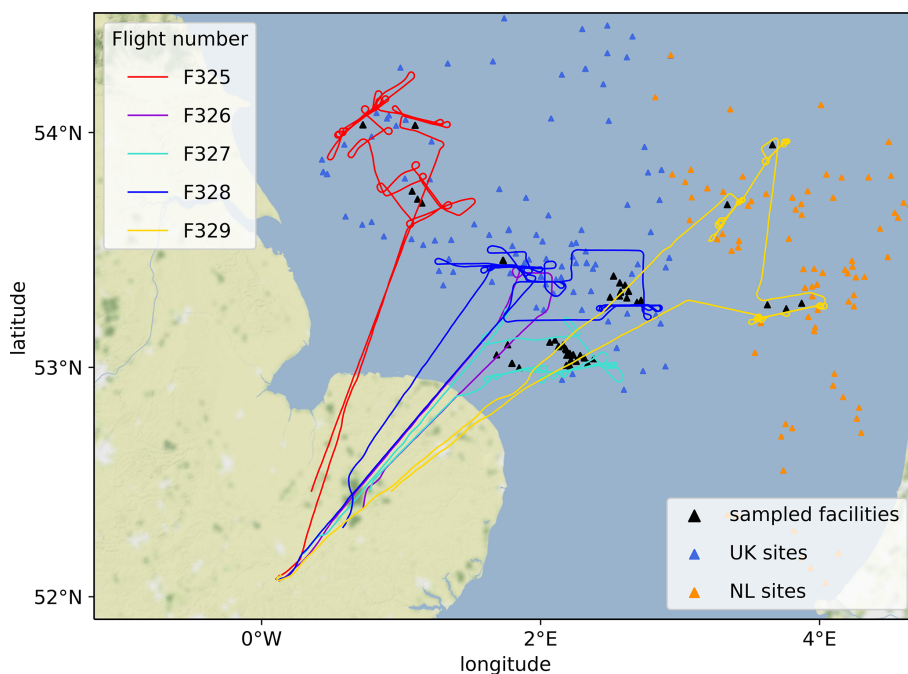 Flight number
F325
F326
F327
F328
F329
54°N
53°N
52°N
latitude
sampled facilities
UK sites
NL sites
0°W
2°E
4°E
longitude